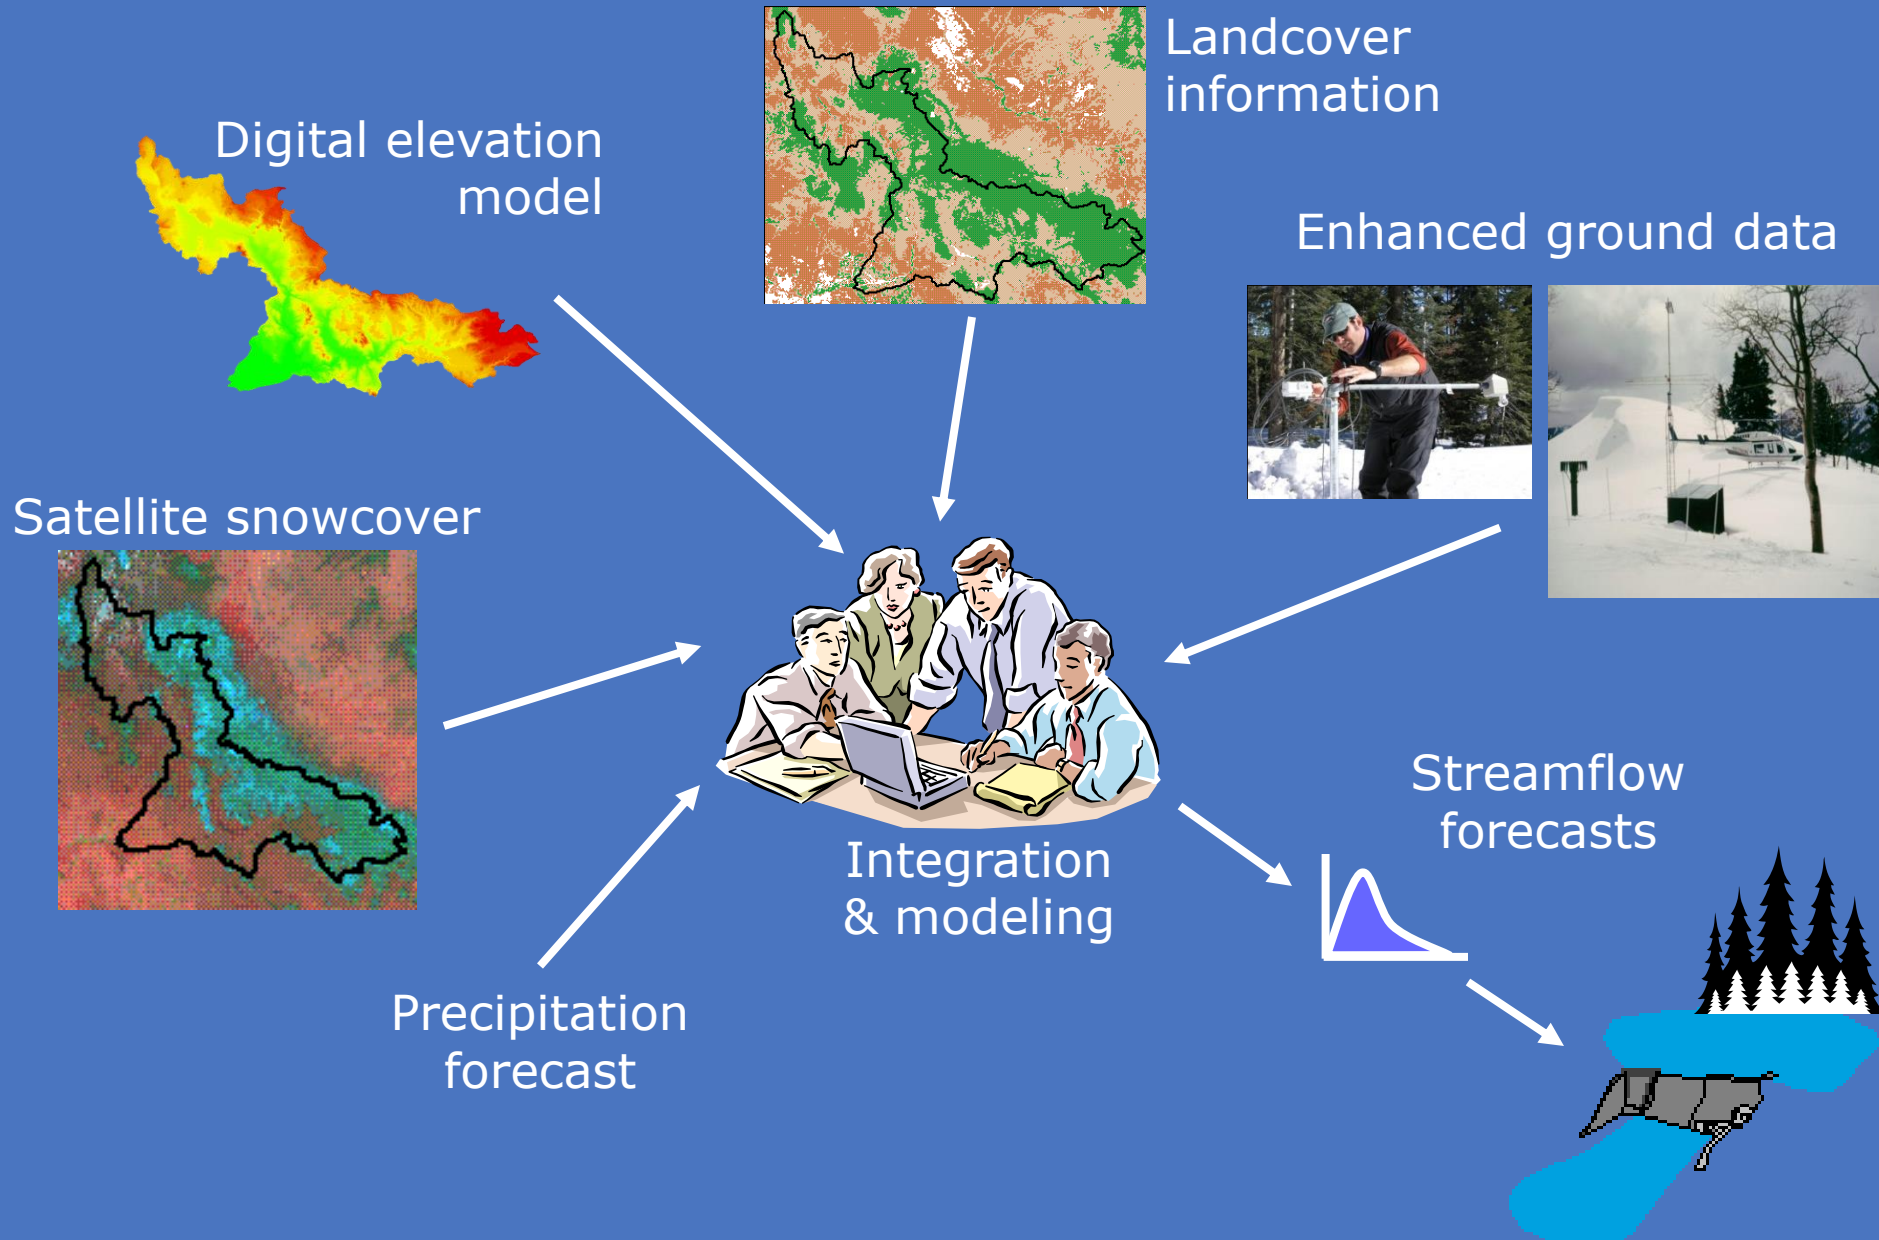 Landcover
information
Digital elevation
model
Enhanced ground data
Satellite snowcover
Streamflow
forecasts
Integration
& modeling
Precipitation
forecast